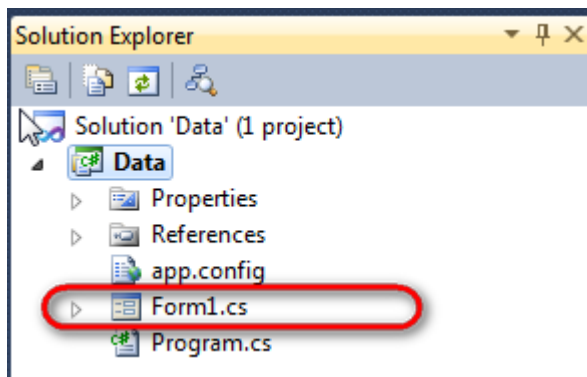 Solution Explorer
Solution 'Data' (1 project)
Data
Properties
References
app.config
Form1.cs
Program.cs